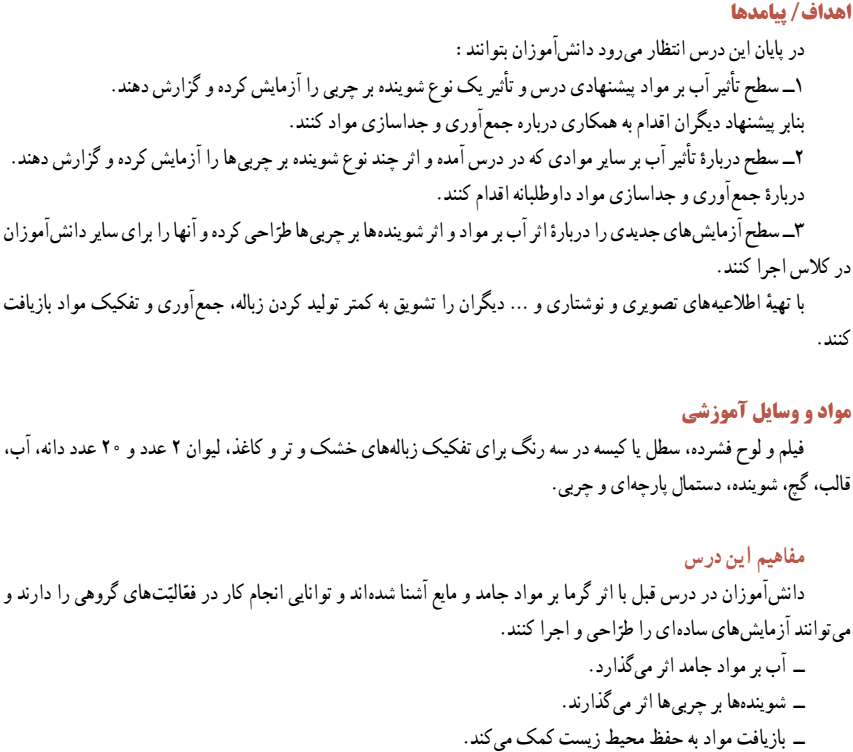 اهداف/ پیامدها
در پایان این درس انتظار می‌رود دانش‌آموزان بتوانند :
۱ــ سطح تأثیر آب بر مواد پیشنهادی درس و تأثیر یک نوع شوینده بر چربی را آزمایش کرده و گزارش دهند.
بنابر پیشنهاد دیگران اقدام به همکاری درباره جمع‌آوری و جداسازی مواد کنند.
۲ــ سطح دربارهٔ تأثیر آب بر سایر موادی که در درس آمده و اثر چند نوع شوینده بر چربی‌ها را آزمایش کرده و گزارش دهند.
دربارهٔ جمع‌آوری و جداسازی مواد داوطلبانه اقدام کنند.
۳ــ سطح آزمایش‌های جدیدی را دربارهٔ اثر آب بر مواد و اثر شوینده‌ها بر چربی‌ها طرّاحی کرده و آنها را برای سایر دانش‌آموزان
در کلاس اجرا کنند.
با تهیهٔ اطلاعیه‌های تصویری و نوشتاری و ... دیگران را تشویق به کمتر تولید کردن زباله، جمع‌آوری و تفکیک مواد بازیافت
کنند.
مواد و وسایل آموزشی
فیلم و لوح فشرده، سطل یا کیسه در سه رنگ برای تفکیک زباله‌های خشک و تر و کاغذ، لیوان ۲ عدد و ۲۰ عدد دانه، آب،
قالب، گچ، شوینده، دستمال پارچه‌ای و چربی.
مفاهیم این درس
دانش‌آموزان در درس قبل با اثر گرما بر مواد جامد و مایع آشنا شده‌اند و توانایی انجام کار در فعّالیّت‌های گروهی را دارند و
می‌توانند آزمایش‌های ساده‌ای را طرّاحی و اجرا کنند.
ــ آب بر مواد جامد اثر می‌گذارد.
ــ شوینده‌ها بر چربی‌ها اثر می‌گذارند.
ــ بازیافت مواد به حفظ محیط زیست کمک می‌کند.